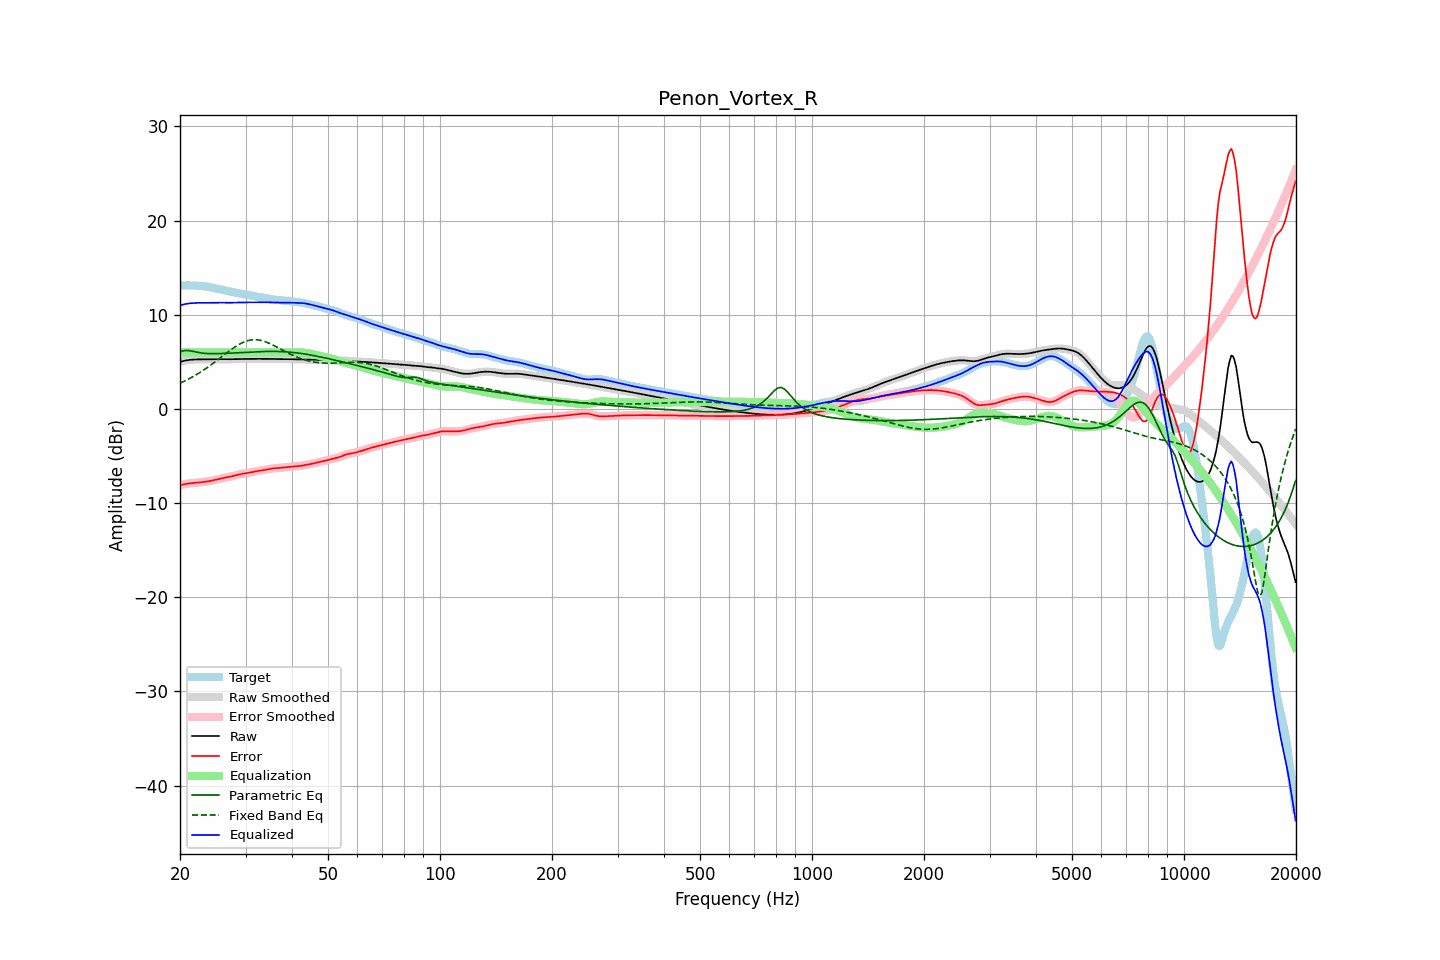 Penon_Vortex_R
30
20
10
0
−10
−20
−30
−40
Amplitude (dBr)
Target
Raw Smoothed
Error Smoothed
Raw
Error
Equalization
Parametric Eq
Fixed Band Eq
Equalized
20 50 100 200 500 1000 2000 5000 10000 20000
Frequency (Hz)